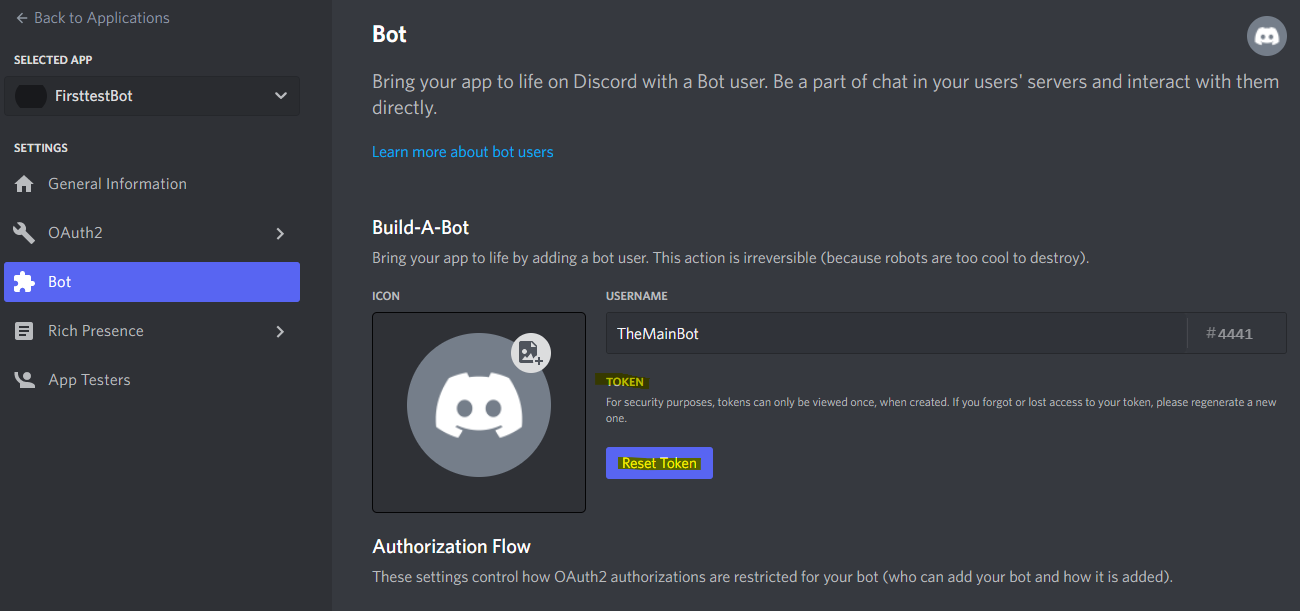 Back to Applications
SELECTED APP
FirsttestBot
SETTINGS
General Information
OAuth2
Bot
Rich Presence
App Testers
Bot
Bring your app to life on Discord with a Bot user. Be a part of chat in your users' servers and interact with them
directly.
Learn more about bot users
Build-A-Bot
Bring your app to life by adding a bot user. This action is irreversible (because robots are too cool to destroy).
ICON
USERNAME
TheMainBot #4441
TOKEN
For security purposes, tokens can only be viewed once, when created. If you forgot or lost access to your token, please regenerate a new
one.
Reset Token
Authorization Flow
These settings control how OAuth2 authorizations are restricted for your bot (who can add your bot and how it is added).